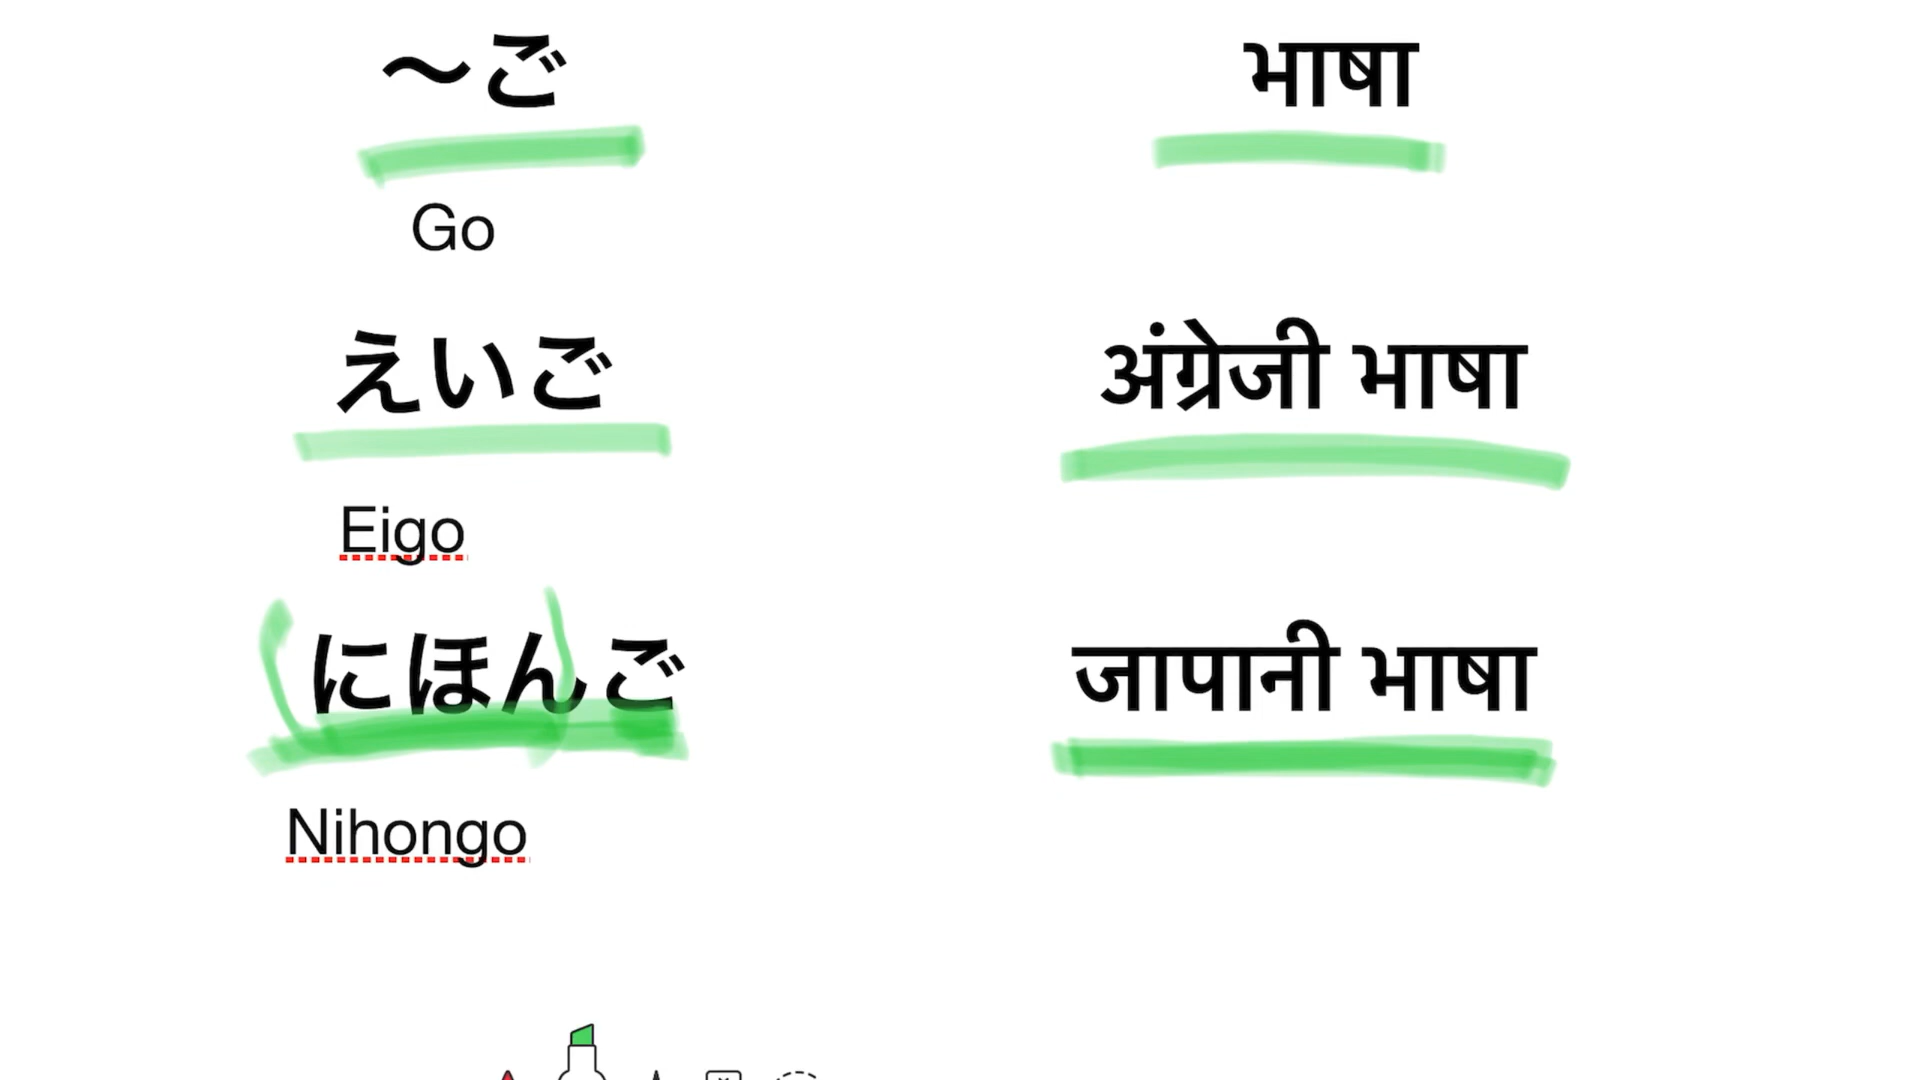 ～ご
भाषा
Go
えいご
अंग्रेजी भाषा
Eigo
にほんご
जापानी भाषा
Nihongo